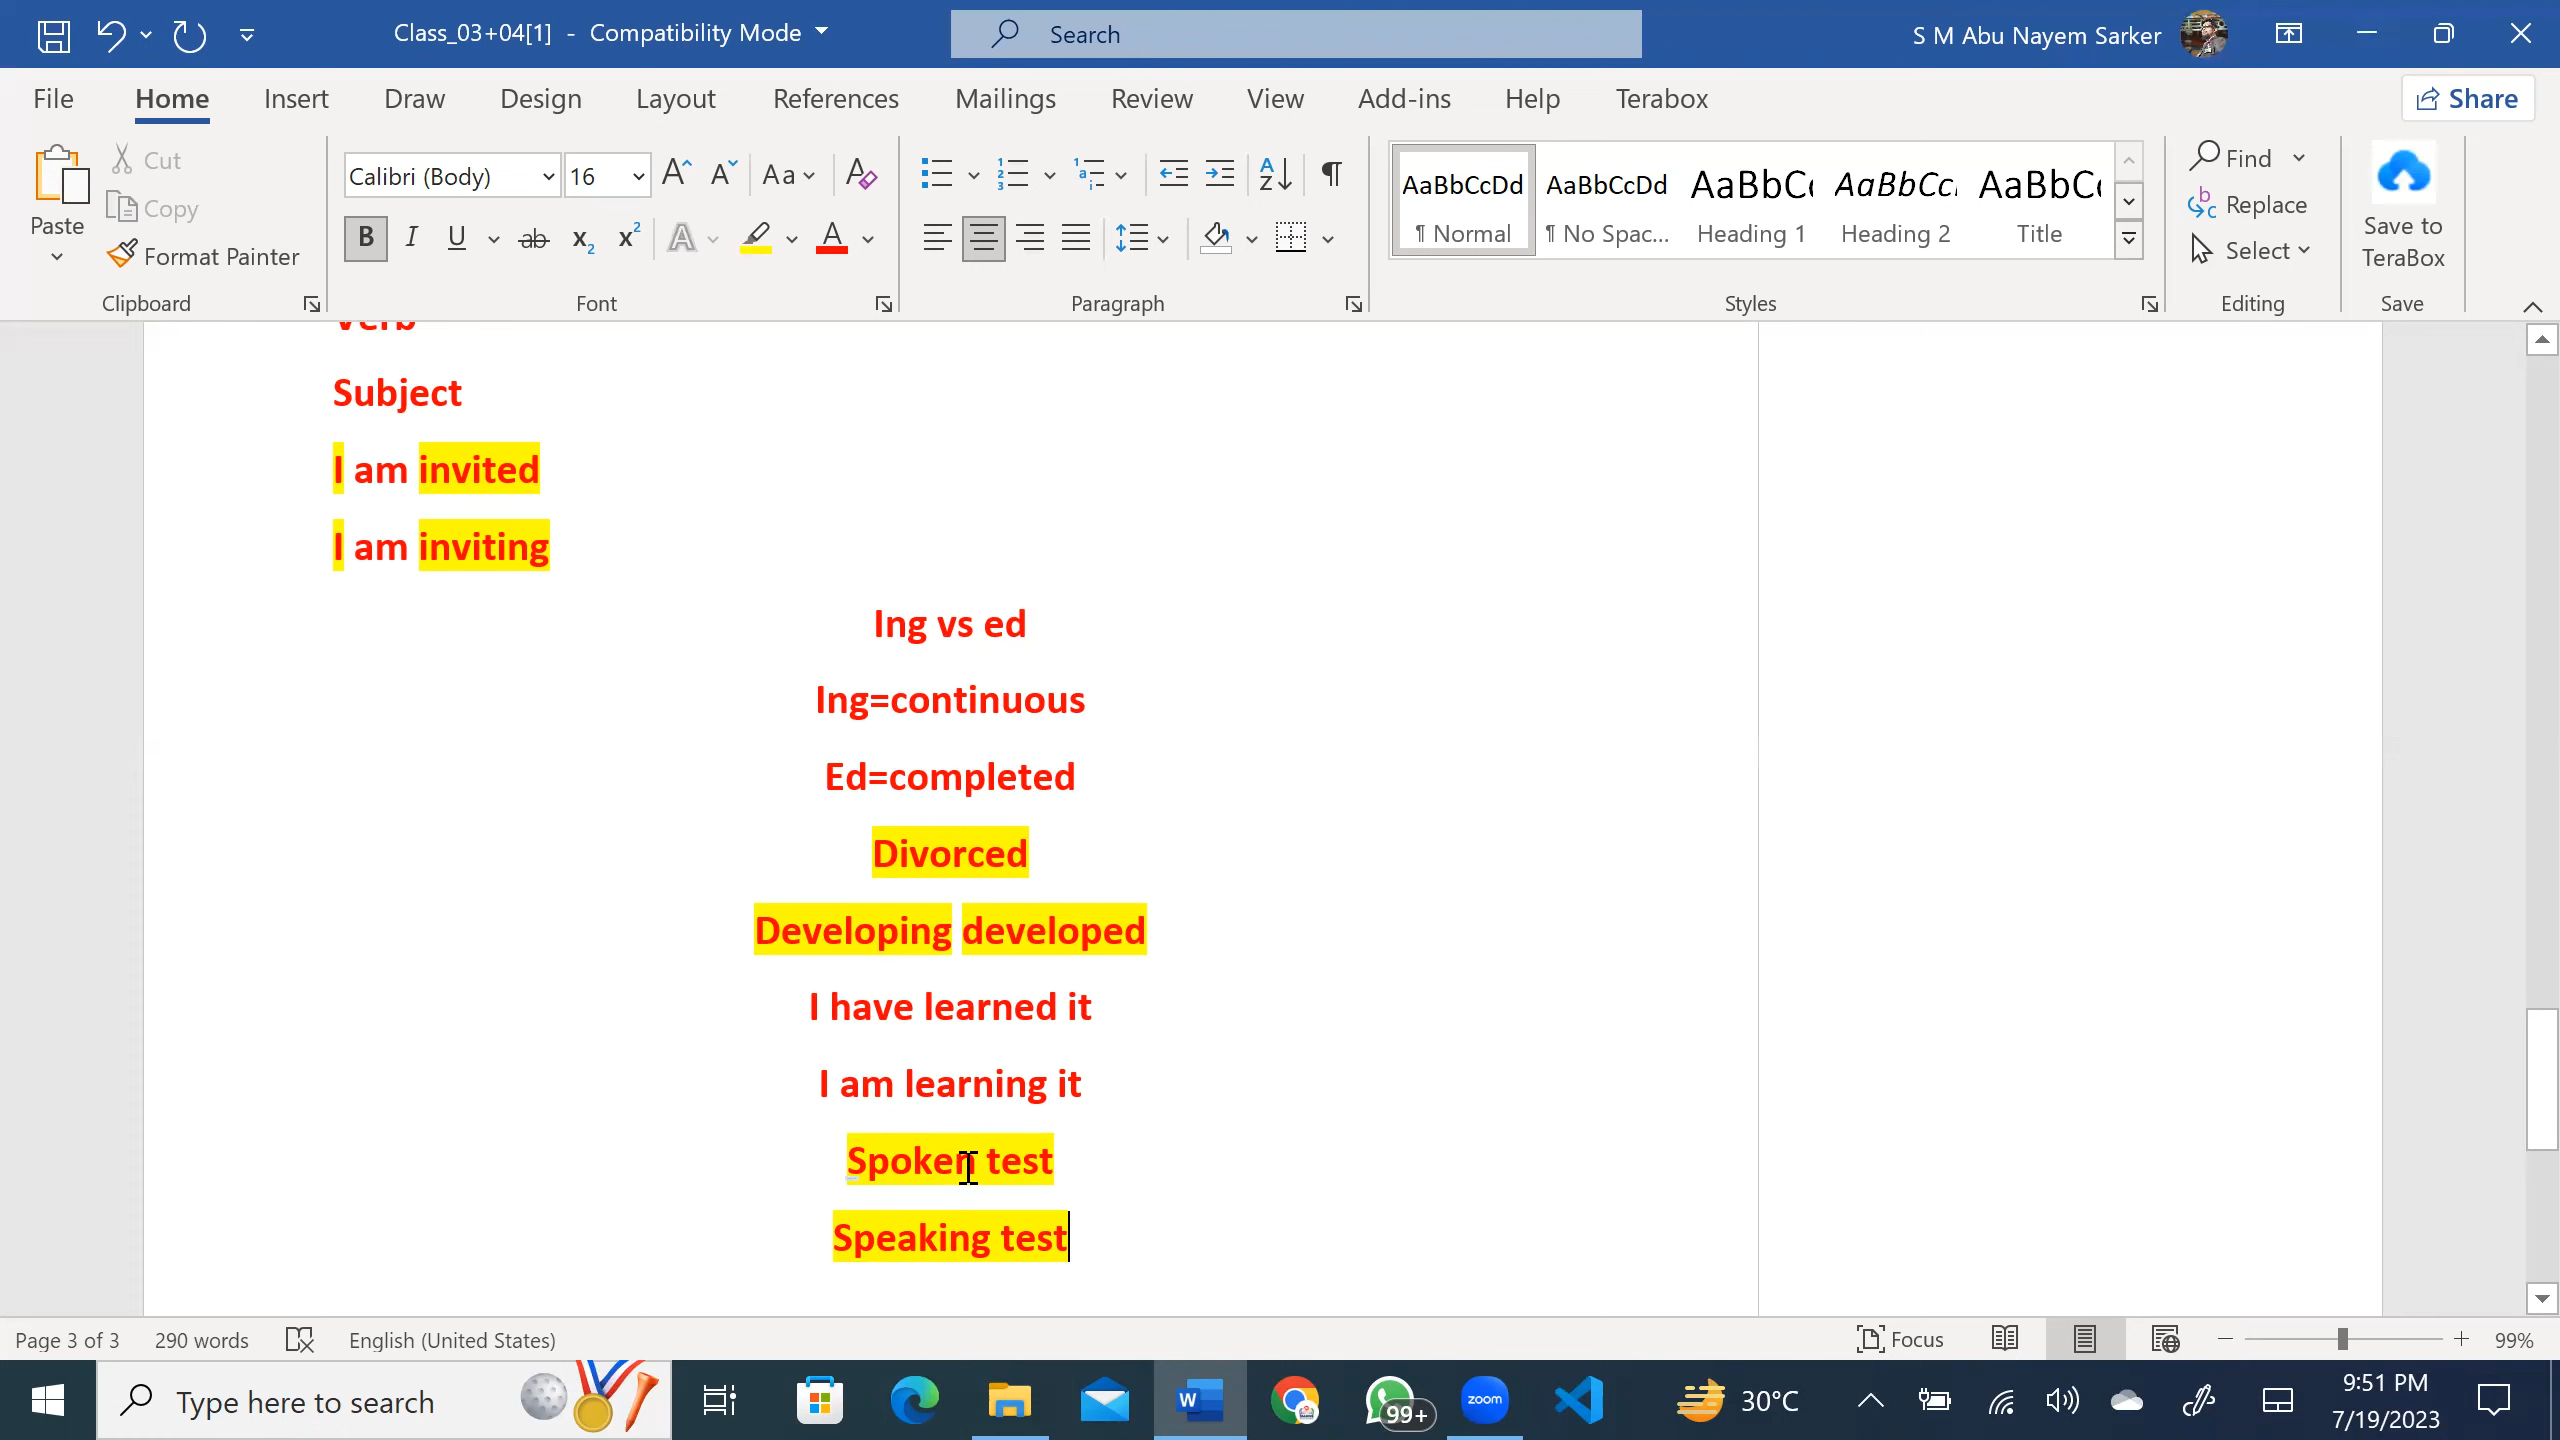 Class_03+04[1] - Compatibility Mode
Search
S M Abu Nayem Sarker
File Home Insert Draw Design Layout References Mailings Review View Add-ins Help Terabox
Share
Paste
Cut
Copy
Format Painter
Clipboard
Calibri (Body) 16
Aa
B I U ab x₂ x² A A
Font
Paragraph
AaBbCcDd
¶ Normal
AaBbCcDd
¶ No Spac...
AaBbC
Heading 1
AaBbCc
Heading 2
AaBbC
Title
Styles
Find
Replace
Select
Editing
Save to
TeraBox
Save
Verb
Subject
I am invited
I am inviting
Ing vs ed
Ing=continuous
Ed=completed
Divorced
Developing developed
I have learned it
I am learning it
Spoken test
Speaking test
Page 3 of 3 290 words English (United States) Focus 99%
Type here to search
W
99+
zoom
30°C
9:51 PM
7/19/2023